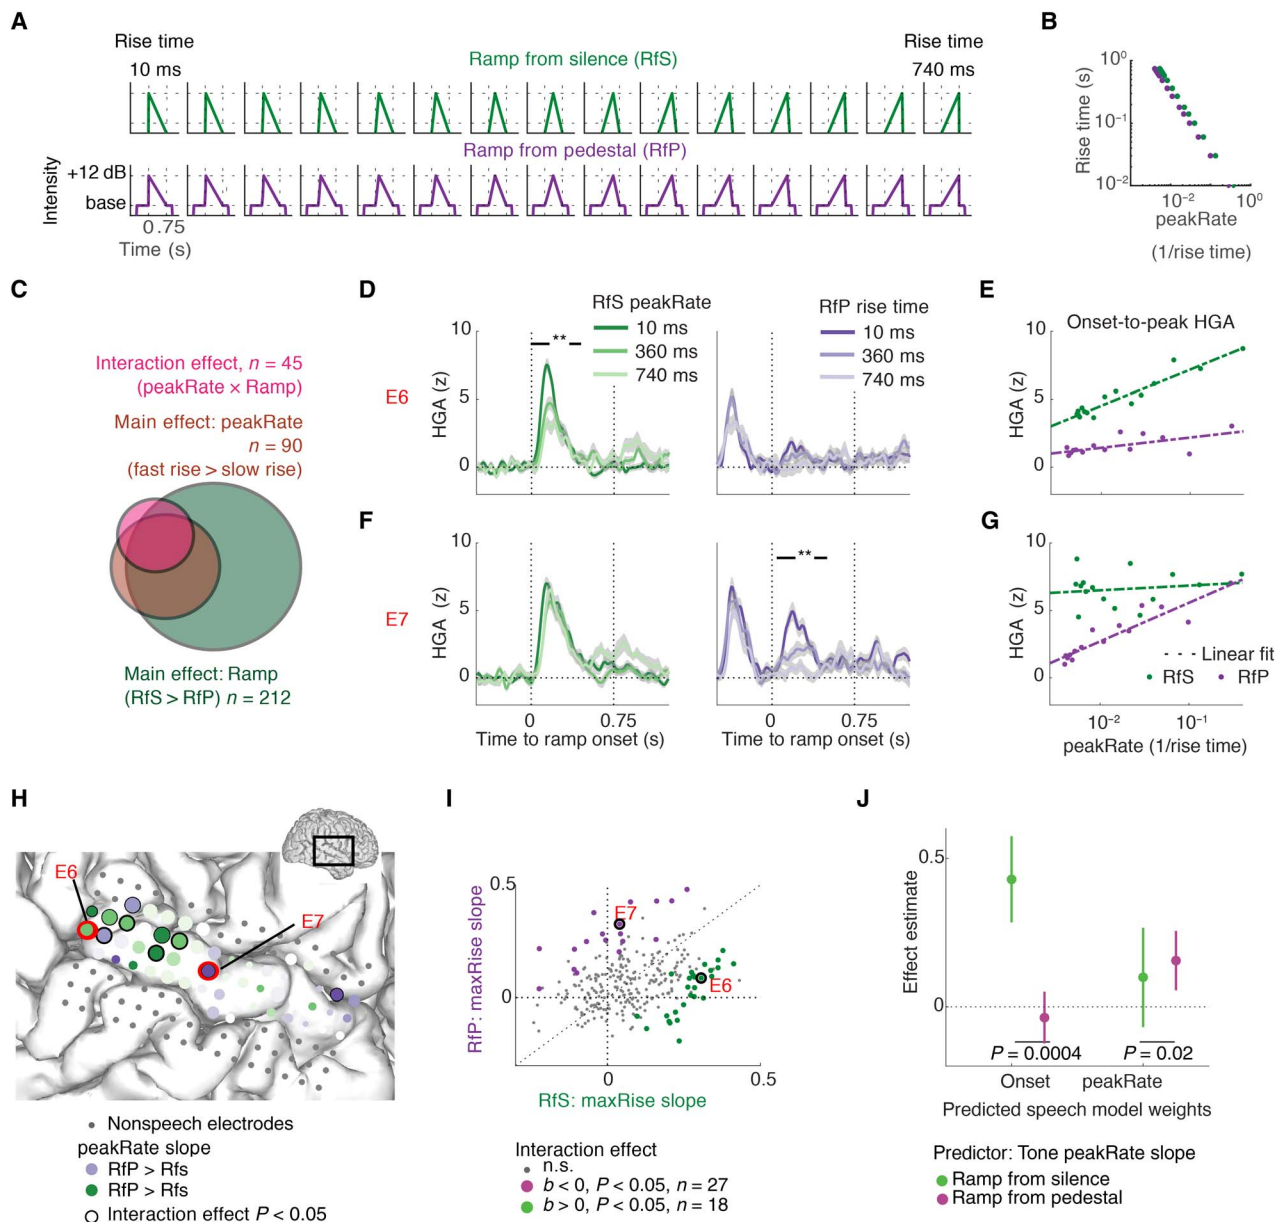 A
Rise time
10 ms
Ramp from silence (RfS)
Rise time
740 ms
Ramp from pedestal (RfP)
Intensity
+12 dB
base
0.75
Time (s)
B
Rise time (s)
10⁰
10⁻¹
10⁻²
10⁻² 10⁰
peakRate
(1/rise time)
C
Interaction effect, n = 45
(peakRate × Ramp)
Main effect: peakRate
n = 90
(fast rise > slow rise)
Main effect: Ramp
(RfS > RfP) n = 212
D
RfS peakRate
10 ms
360 ms
740 ms
RfP rise time
10 ms
360 ms
740 ms
E6
HGA (z)
10
5
0
**
E
Onset-to-peak HGA
HGA (z)
10
5
0
F
E7
HGA (z)
10
5
0
**
0 0.75
Time to ramp onset (s)
0 0.75
Time to ramp onset (s)
G
HGA (z)
10
5
0
Linear fit
RfS RfP
10⁻² 10⁻¹
peakRate (1/rise time)
H
E6
E7
Nonspeech electrodes
peakRate slope
RfP > Rfs
RfP > Rfs
Interaction effect P < 0.05
I
RfP: maxRise slope
0.5
0
E7
E6
0 0.5
RfS: maxRise slope
Interaction effect
n.s.
b < 0, P < 0.05, n = 27
b > 0, P < 0.05, n = 18
J
Effect estimate
0.5
0
P = 0.0004 P = 0.02
Onset peakRate
Predicted speech model weights
Predictor: Tone peakRate slope
Ramp from silence
Ramp from pedestal